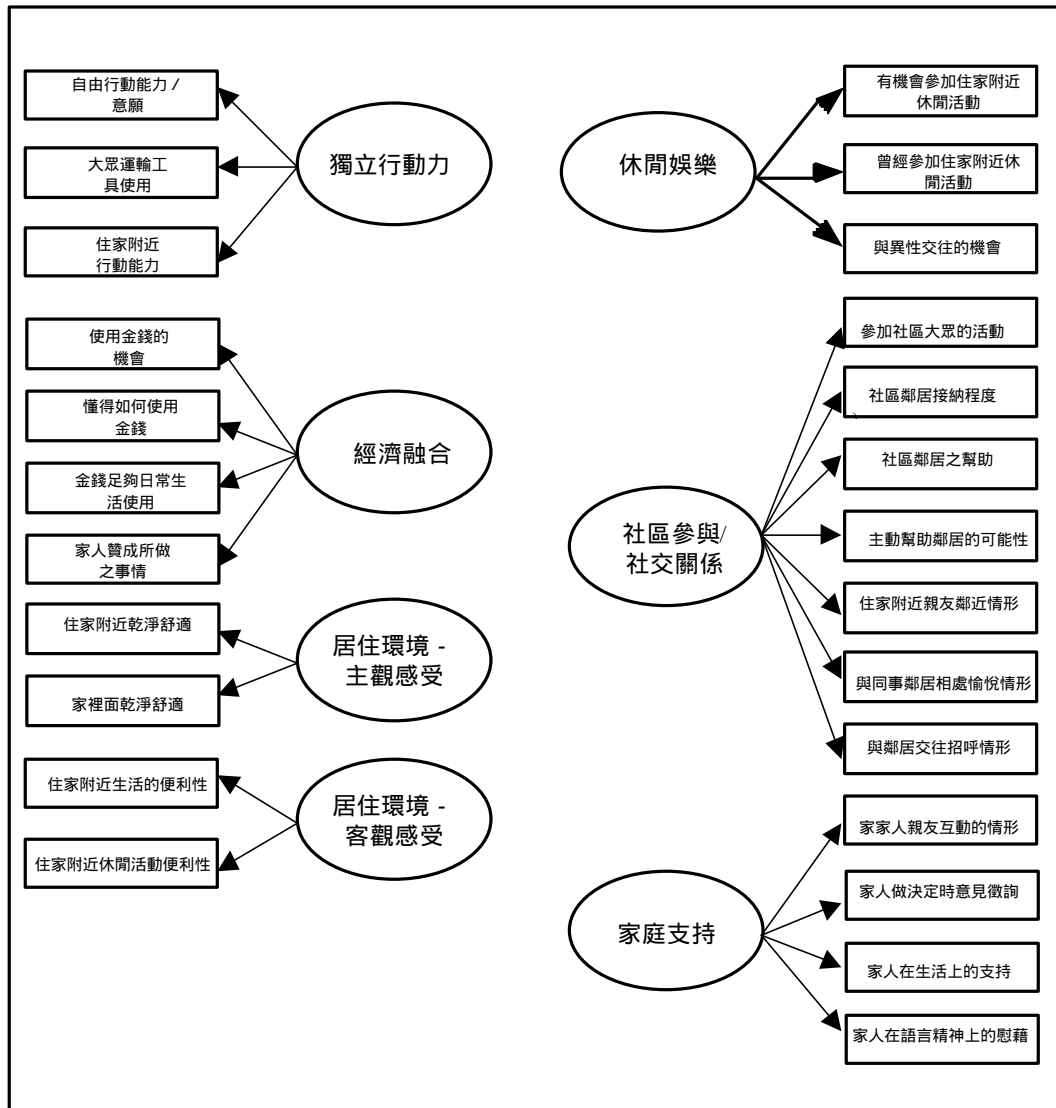 自由行動能力 /
意願
大眾運輸工
具使用
住家附近
行動能力
獨立行動力
使用金錢的
機會
懂得如何使用
金錢
金錢足夠日常生
活使用
家人贊成所做
之事情
經濟融合
住家附近乾淨舒適
家裡面乾淨舒適
居住環境 -
主觀感受
住家附近生活的便利性
住家附近休閒活動便利性
居住環境 -
客觀感受
休閒娛樂
有機會參加住家附近
休閒活動
曾經參加住家附近休
閒活動
與異性交往的機會
社區參與/
社交關係
參加社區大眾的活動
社區鄰居接納程度
、
社區鄰居之幫助
主動幫助鄰居的可能性
住家附近親友鄰近情形
與同事鄰居相處愉悅情形
與鄰居交往招呼情形
家庭支持
家家人親友互動的情形
家人做決定時意見徵詢
家人在生活上的支持
家人在語言精神上的慰藉